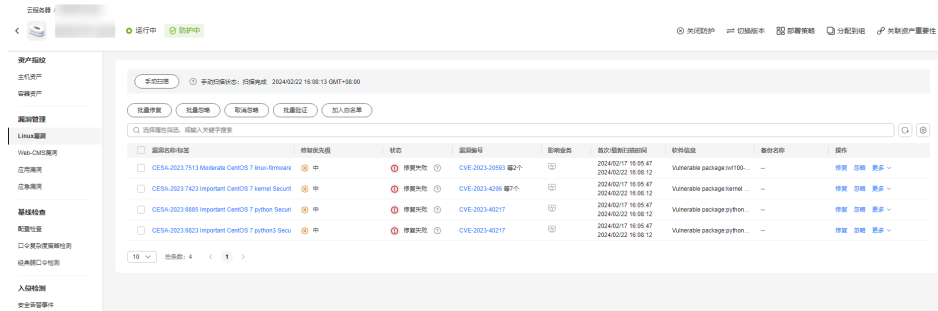 云服务器 /
运行中 防护中 关闭防护 切换版本 部署策略 分配到组 关联资产重要性
资产指纹
主机资产
容器资产
漏洞管理
Linux漏洞
Web-CMS漏洞
应用漏洞
应急漏洞
基线检查
配置检查
口令复杂度策略检测
经典弱口令检测
入侵检测
安全告警事件
手动扫描 手动扫描状态：扫描完成 2024/02/22 16:08:13 GMT+08:00
批量修复 批量忽略 取消忽略 批量验证 加入白名单
选择属性筛选，或输入关键字搜索
漏洞名称/标签 修复优先级 状态 漏洞编号 影响业务 首次/最新扫描时间 软件信息 备份名称 操作
CESA-2023:7513 Moderate CentOS 7 linux-firmware 中 修复失败 CVE-2023-20593 等2个 2024/02/17 16:05:47 Vulnerable package:iwl100-... -- 修复 忽略 更多
2024/02/22 16:08:12
CESA-2023:7423 Important CentOS 7 kernel Securit 中 修复失败 CVE-2023-4206 等7个 2024/02/17 16:05:47 Vulnerable package:kernel ... -- 修复 忽略 更多
2024/02/22 16:08:12
CESA-2023:6885 Important CentOS 7 python Securi 中 修复失败 CVE-2023-40217 2024/02/17 16:05:47 Vulnerable package:python... -- 修复 忽略 更多
2024/02/22 16:08:12
CESA-2023:6823 Important CentOS 7 python3 Secu 中 修复失败 CVE-2023-40217 2024/02/17 16:05:47 Vulnerable package:python... -- 修复 忽略 更多
2024/02/22 16:08:12
10 总条数：4 < 1 >